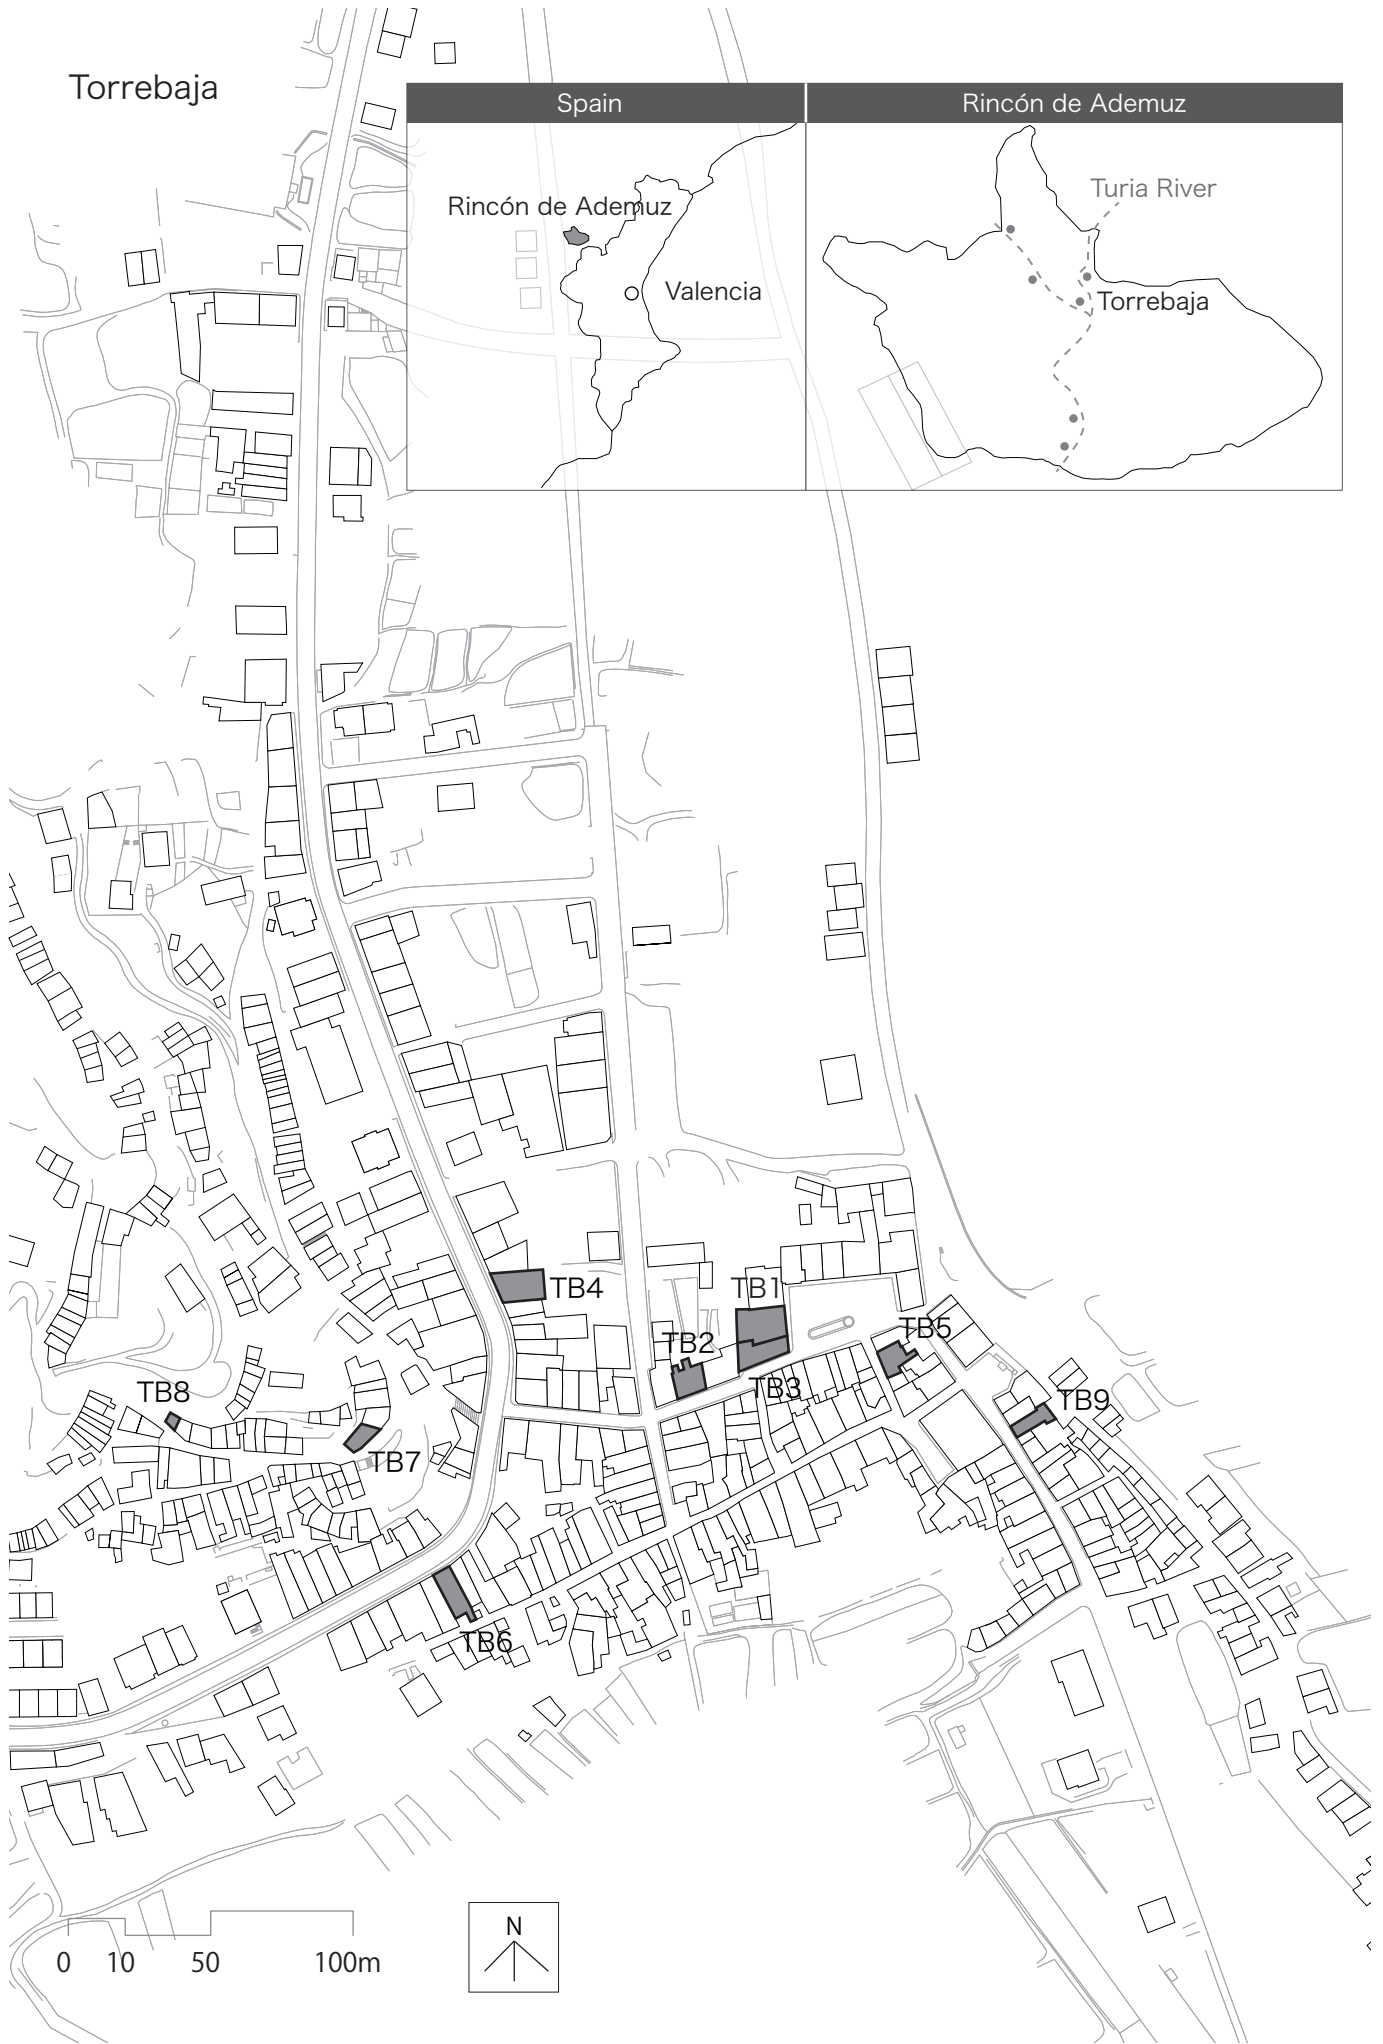 Torrebaja
Spain
Rincón de Ademuz
Rincón de Ademuz
Valencia
Turia River
Torrebaja
TB4
TB1
TB2
TB5
TB3
TB8
TB9
TB7
TB6
0 10 50 100m
N